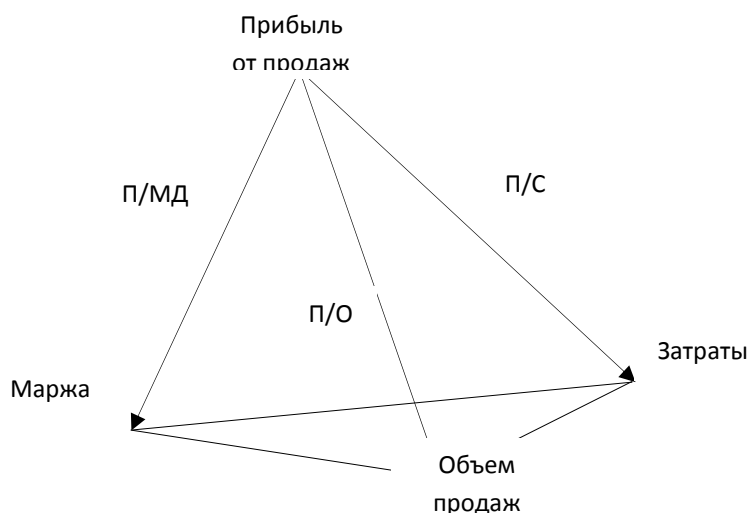 Прибыль
от продаж
П/МД
П/С
П/О
Затраты
Маржа
Объем
продаж